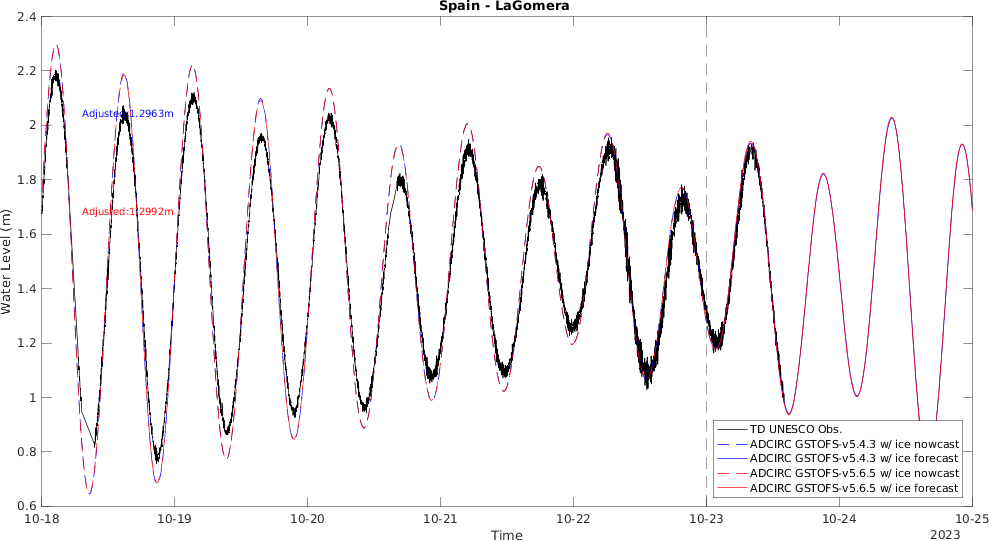 Spain - LaGomera
2.4
2.2
2
1.8
1.6
1.4
1.2
1
0.8
0.6
Water Level (m)
Adjusted:1.2963m
Adjusted:1.2992m
TD UNESCO Obs.
ADCIRC GSTOFS-v5.4.3 w/ ice nowcast
ADCIRC GSTOFS-v5.4.3 w/ ice forecast
ADCIRC GSTOFS-v5.6.5 w/ ice nowcast
ADCIRC GSTOFS-v5.6.5 w/ ice forecast
10-18 10-19 10-20 10-21 10-22 10-23 10-24 10-25
Time
2023